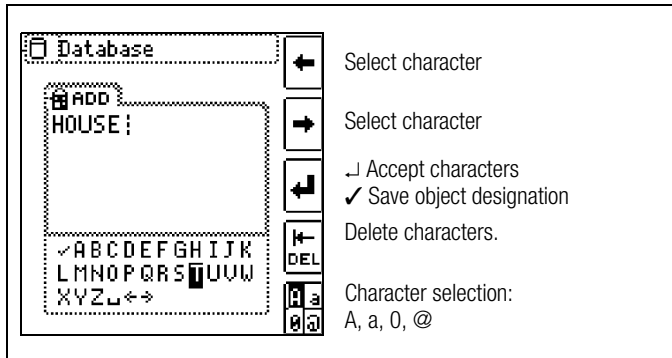 Database
ADD
HOUSE
✓ABCDEFGHIJK
LMNOPQRSTUVW
XYZ␣←→
←
→
↵
DEL
A a
0 @
Select character
Select character
↵ Accept characters
✓ Save object designation
Delete characters.
Character selection:
A, a, 0, @